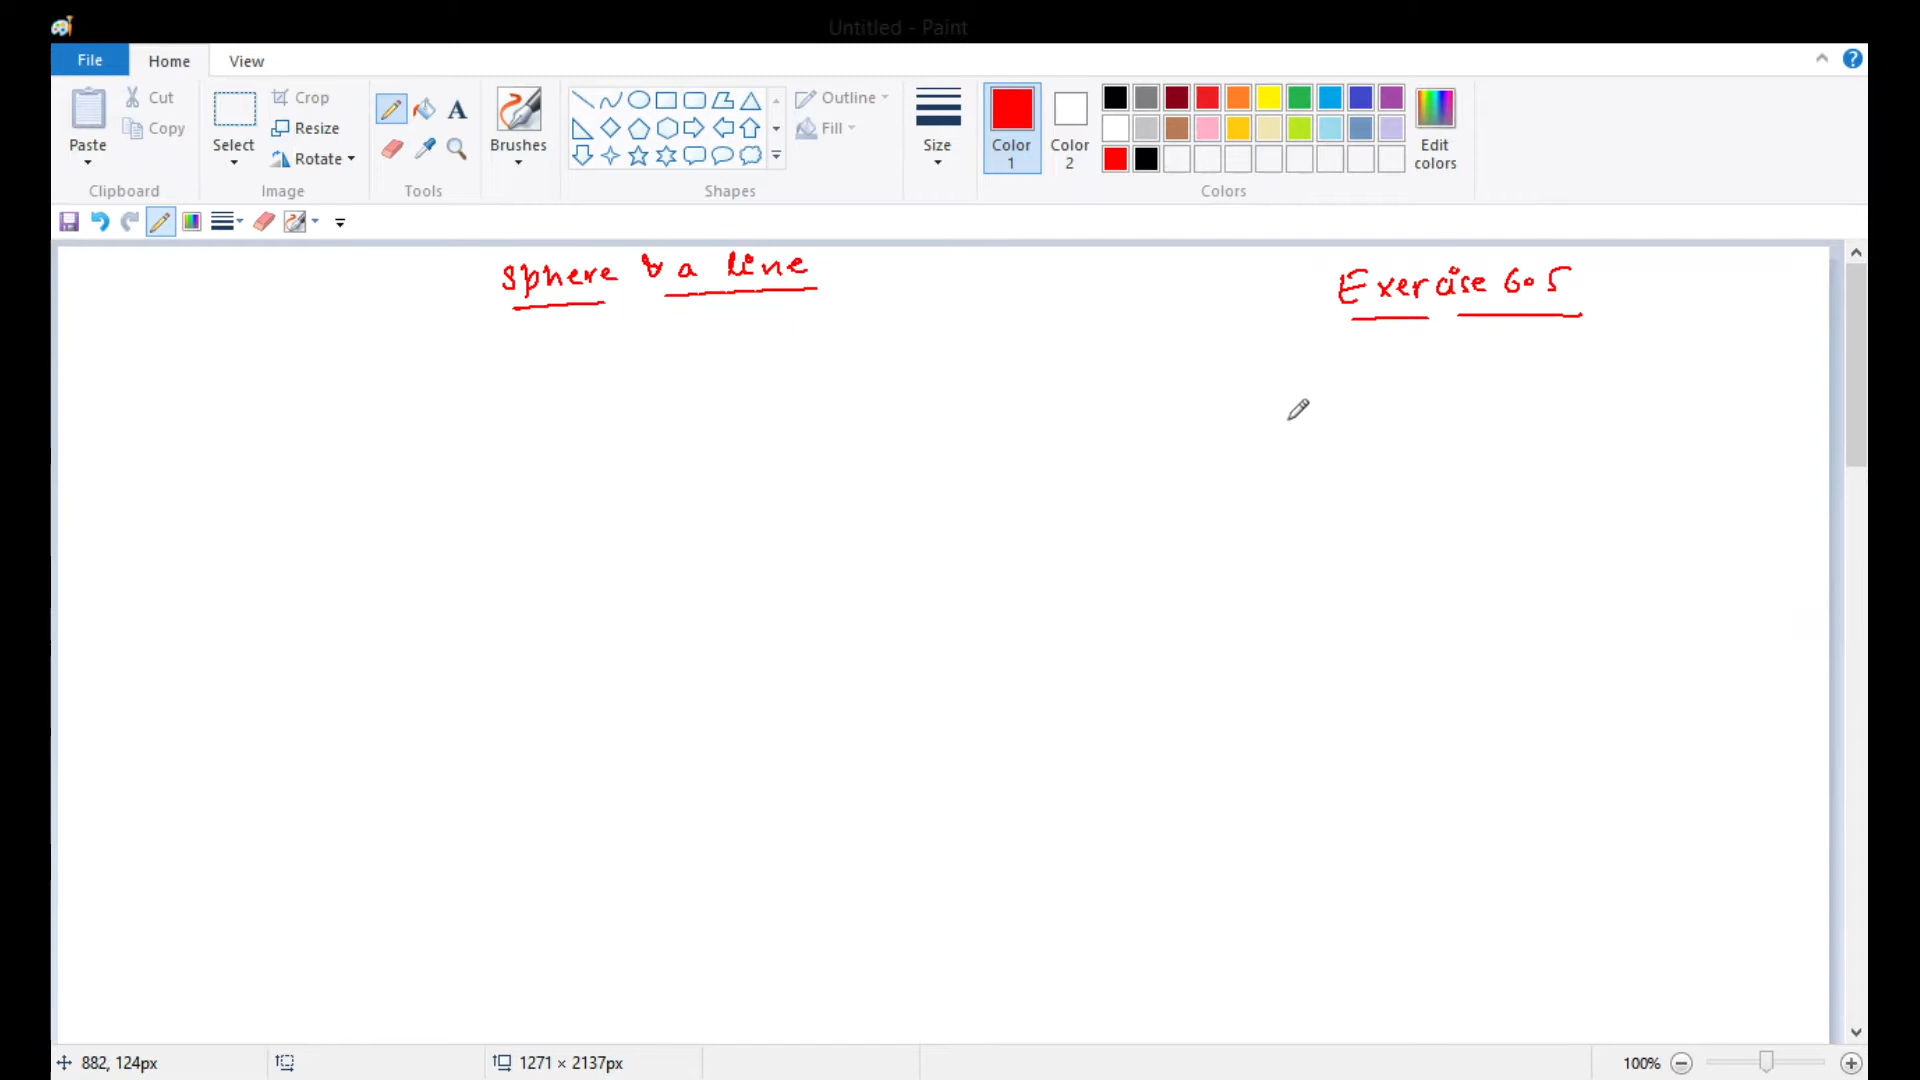 Untitled - Paint
File Home View
Paste Cut Copy Clipboard
Select Crop Resize Rotate Image
Tools
Brushes
Shapes
Outline Fill
Size
Color 1
Color 2
Colors
Edit colors
Sphere & a line
Exercise 6.5
882, 124px
1271 × 2137px
100%